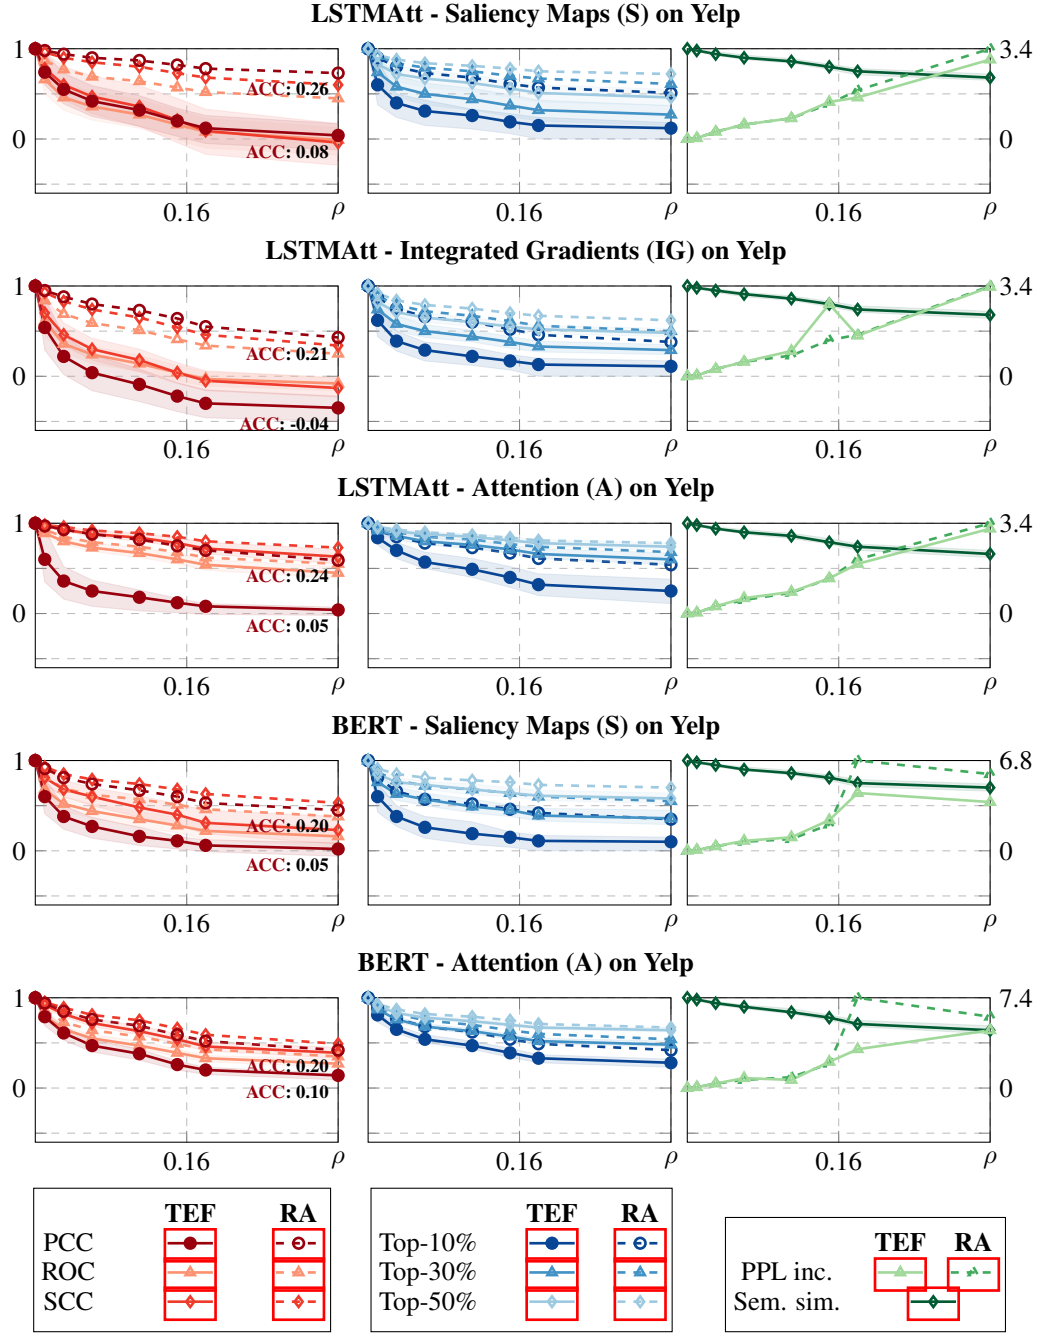 LSTMAtt - Saliency Maps (S) on Yelp
1
0
ACC: 0.26
ACC: 0.08
3.4
0
0.16 ρ 0.16 ρ 0.16 ρ
LSTMAtt - Integrated Gradients (IG) on Yelp
1
0
ACC: 0.21
ACC: -0.04
3.4
0
0.16 ρ 0.16 ρ 0.16 ρ
LSTMAtt - Attention (A) on Yelp
1
0
ACC: 0.24
ACC: 0.05
3.4
0
0.16 ρ 0.16 ρ 0.16 ρ
BERT - Saliency Maps (S) on Yelp
1
0
ACC: 0.20
ACC: 0.05
6.8
0
0.16 ρ 0.16 ρ 0.16 ρ
BERT - Attention (A) on Yelp
1
0
ACC: 0.20
ACC: 0.10
7.4
0
0.16 ρ 0.16 ρ 0.16 ρ
TEF RA
PCC
ROC
SCC
TEF RA
Top-10%
Top-30%
Top-50%
TEF RA
PPL inc.
Sem. sim.